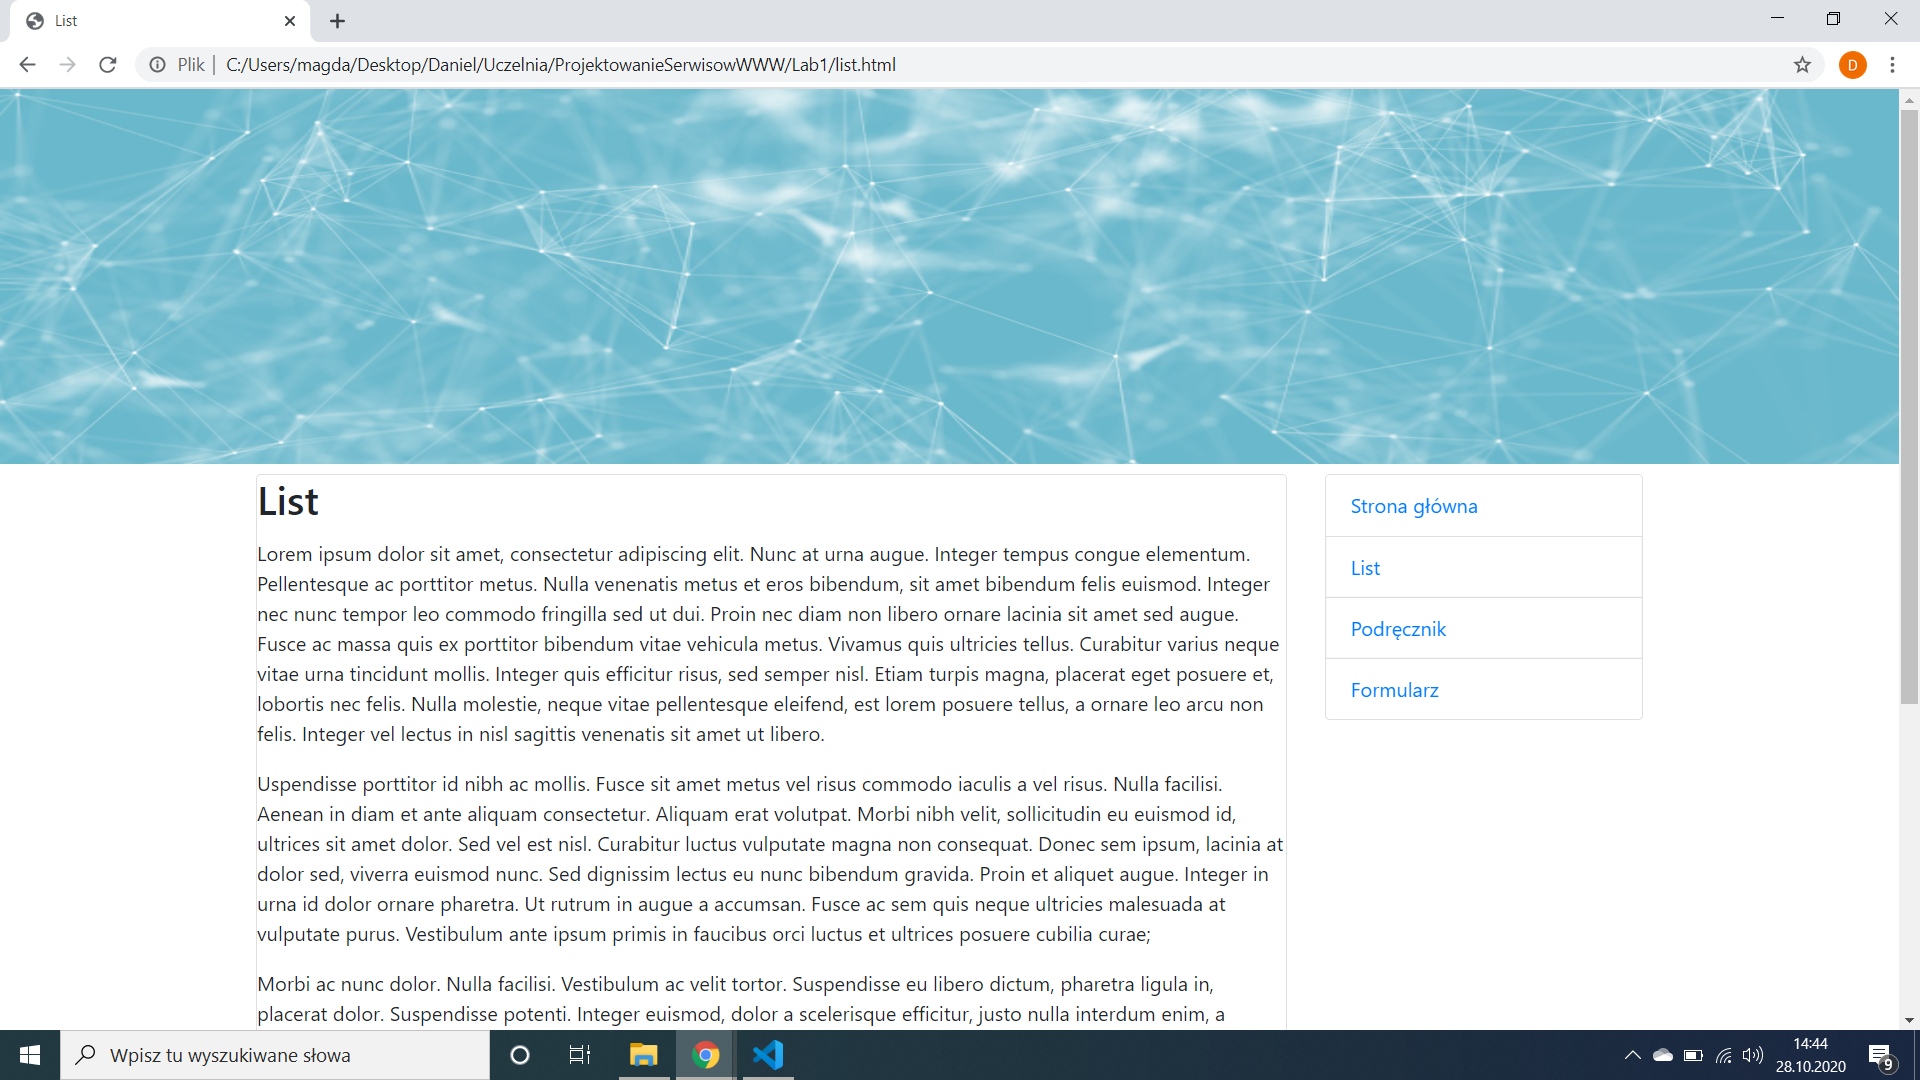 List
Plik | C:/Users/magda/Desktop/Daniel/Uczelnia/ProjektowanieSerwisowWWW/Lab1/list.html
D
List
Lorem ipsum dolor sit amet, consectetur adipiscing elit. Nunc at urna augue. Integer tempus congue elementum.
Pellentesque ac porttitor metus. Nulla venenatis metus et eros bibendum, sit amet bibendum felis euismod. Integer
nec nunc tempor leo commodo fringilla sed ut dui. Proin nec diam non libero ornare lacinia sit amet sed augue.
Fusce ac massa quis ex porttitor bibendum vitae vehicula metus. Vivamus quis ultricies tellus. Curabitur varius neque
vitae urna tincidunt mollis. Integer quis efficitur risus, sed semper nisl. Etiam turpis magna, placerat eget posuere et,
lobortis nec felis. Nulla molestie, neque vitae pellentesque eleifend, est lorem posuere tellus, a ornare leo arcu non
felis. Integer vel lectus in nisl sagittis venenatis sit amet ut libero.
Uspendisse porttitor id nibh ac mollis. Fusce sit amet metus vel risus commodo iaculis a vel risus. Nulla facilisi.
Aenean in diam et ante aliquam consectetur. Aliquam erat volutpat. Morbi nibh velit, sollicitudin eu euismod id,
ultrices sit amet dolor. Sed vel est nisl. Curabitur luctus vulputate magna non consequat. Donec sem ipsum, lacinia at
dolor sed, viverra euismod nunc. Sed dignissim lectus eu nunc bibendum gravida. Proin et aliquet augue. Integer in
urna id dolor ornare pharetra. Ut rutrum in augue a accumsan. Fusce ac sem quis neque ultricies malesuada at
vulputate purus. Vestibulum ante ipsum primis in faucibus orci luctus et ultrices posuere cubilia curae;
Morbi ac nunc dolor. Nulla facilisi. Vestibulum ac velit tortor. Suspendisse eu libero dictum, pharetra ligula in,
placerat dolor. Suspendisse potenti. Integer euismod, dolor a scelerisque efficitur, justo nulla interdum enim, a
Strona główna
List
Podręcznik
Formularz
Wpisz tu wyszukiwane słowa
14:44
28.10.2020
9